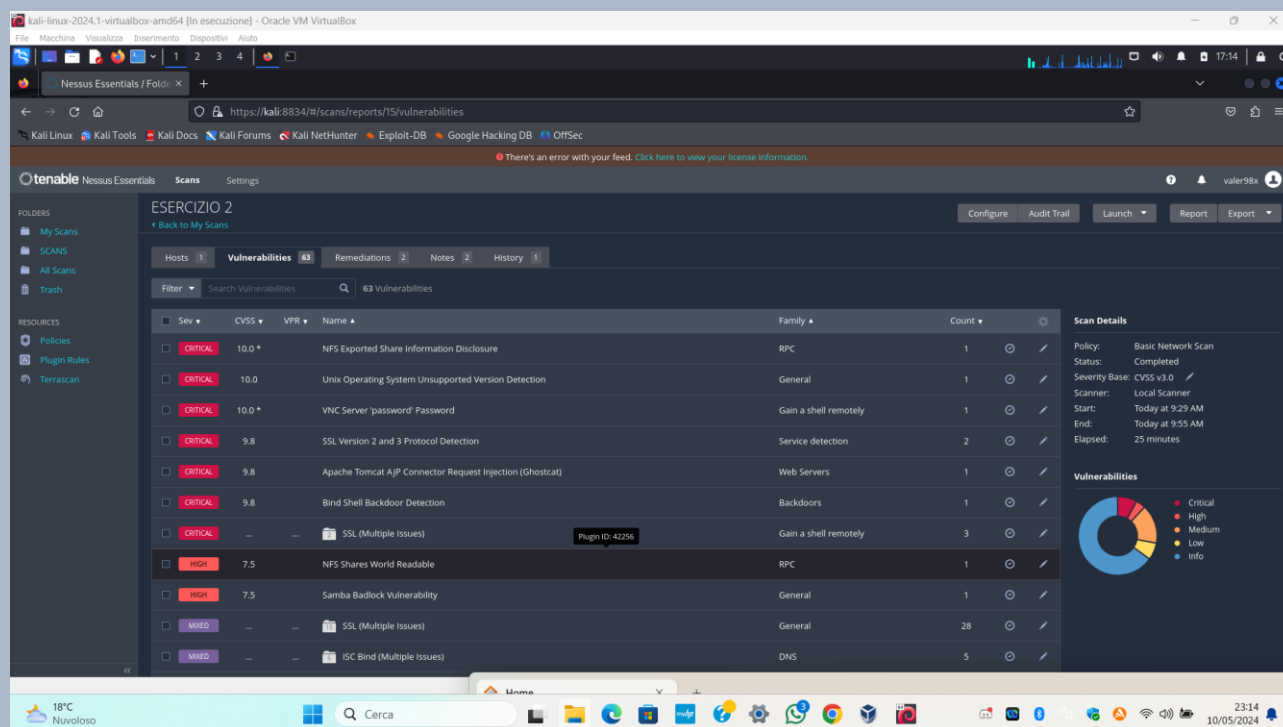 kali-linux-2024.1-virtualbox-amd64 [In esecuzione] - Oracle VM VirtualBox
File Macchina Visualizza Inserimento Dispositivi Aiuto
1 2 3 4
17:14
Nessus Essentials / Folde
https://kali:8834/#/scans/reports/15/vulnerabilities
Kali Linux Kali Tools Kali Docs Kali Forums Kali NetHunter Exploit-DB Google Hacking DB OffSec
There's an error with your feed. Click here to view your license information.
tenable Nessus Essentials Scans Settings valer98x
FOLDERS
My Scans
SCANS
All Scans
Trash
RESOURCES
Policies
Plugin Rules
Terrascan
ESERCIZIO 2
Back to My Scans
Configure Audit Trail Launch Report Export
Hosts 1 Vulnerabilities 63 Remediations 2 Notes 2 History 1
Filter Search Vulnerabilities 63 Vulnerabilities
Sev CVSS VPR Name Family Count
CRITICAL 10.0 * NFS Exported Share Information Disclosure RPC 1
CRITICAL 10.0 Unix Operating System Unsupported Version Detection General 1
CRITICAL 10.0 * VNC Server 'password' Password Gain a shell remotely 1
CRITICAL 9.8 SSL Version 2 and 3 Protocol Detection Service detection 2
CRITICAL 9.8 Apache Tomcat AJP Connector Request Injection (Ghostcat) Web Servers 1
CRITICAL 9.8 Bind Shell Backdoor Detection Backdoors 1
CRITICAL ... ... 2 SSL (Multiple Issues) Gain a shell remotely 3
Plugin ID: 42256
HIGH 7.5 NFS Shares World Readable RPC 1
HIGH 7.5 Samba Badlock Vulnerability General 1
MIXED ... ... SSL (Multiple Issues) General 28
MIXED ... ... 5 ISC Bind (Multiple Issues) DNS 5
Scan Details
Policy: Basic Network Scan
Status: Completed
Severity Base: CVSS v3.0
Scanner: Local Scanner
Start: Today at 9:29 AM
End: Today at 9:55 AM
Elapsed: 25 minutes
Vulnerabilities
Critical
High
Medium
Low
Info
Home
18°C
Nuvoloso
Cerca
3
23:14
10/05/2024